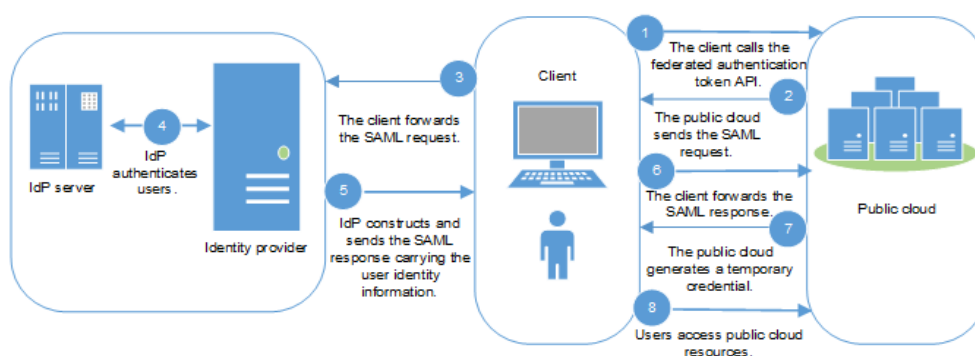 1
The client calls the
federated authentication
token API.
2
The public cloud
sends the SAML
request.
3
The client forwards
the SAML request.
Client
4
IdP
authenticates
users .
IdP server
Identity provider
5
IdP constructs and
sends the SAML
response carrying the
user identity
information.
6
The client forwards the
SAML response.
7
The public cloud
generates a temporary
credential.
8
Users access public cloud
resources.
Public cloud